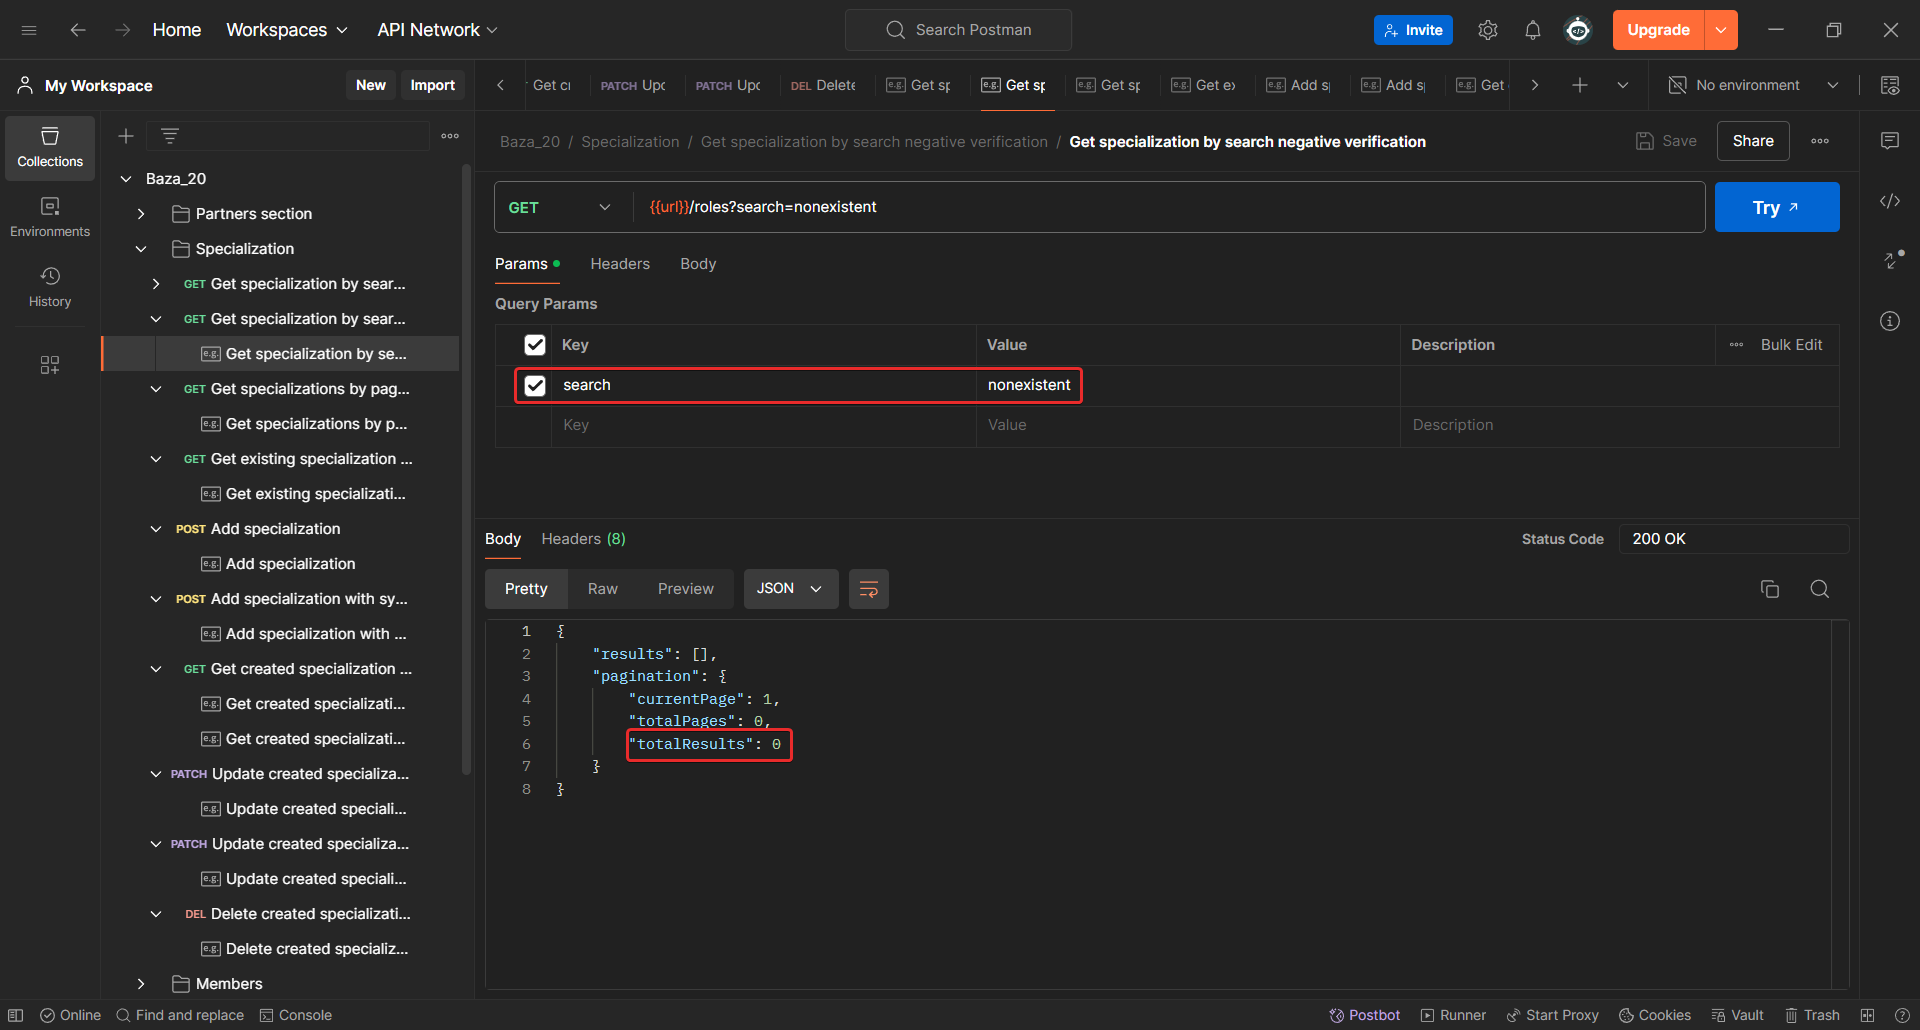 Home Workspaces API Network Search Postman Invite Upgrade
My Workspace New Import
Get cr PATCH Upd PATCH Upd DEL Delete e.g. Get sp e.g. Get sp e.g. Get sp e.g. Get ex e.g. Add s e.g. Add s e.g. Get No environment
Collections
Environments
History
Baza_20
Partners section
Specialization
GET Get specialization by sear...
GET Get specialization by sear...
e.g. Get specialization by se...
GET Get specializations by pag...
e.g. Get specializations by p...
GET Get existing specialization ...
e.g. Get existing specializati...
POST Add specialization
e.g. Add specialization
POST Add specialization with sy...
e.g. Add specialization with ...
GET Get created specialization ...
e.g. Get created specializati...
e.g. Get created specializati...
PATCH Update created specializa...
e.g. Update created speciali...
PATCH Update created specializa...
e.g. Update created speciali...
DEL Delete created specializati...
e.g. Delete created specializ...
Members
Baza_20 / Specialization / Get specialization by search negative verification / Get specialization by search negative verification Save Share
GET {{url}}/roles?search=nonexistent Try
Params Headers Body
Query Params
Key Value Description Bulk Edit
search nonexistent
Key Value Description
Body Headers (8) Status Code 200 OK
Pretty Raw Preview JSON
1 {
2 "results": [],
3 "pagination": {
4 "currentPage": 1,
5 "totalPages": 0,
6 "totalResults": 0
7 }
8 }
Online Find and replace Console Postbot Runner Start Proxy Cookies Vault Trash